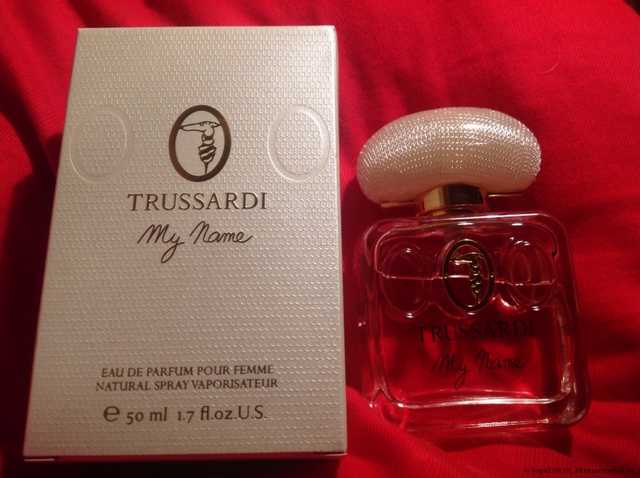 TRUSSARDI
My Name
EAU DE PARFUM POUR FEMME
NATURAL SPRAY VAPORISATEUR
e 50 ml 1.7 fl.oz.U.S.
TRUSSARDI
My Name